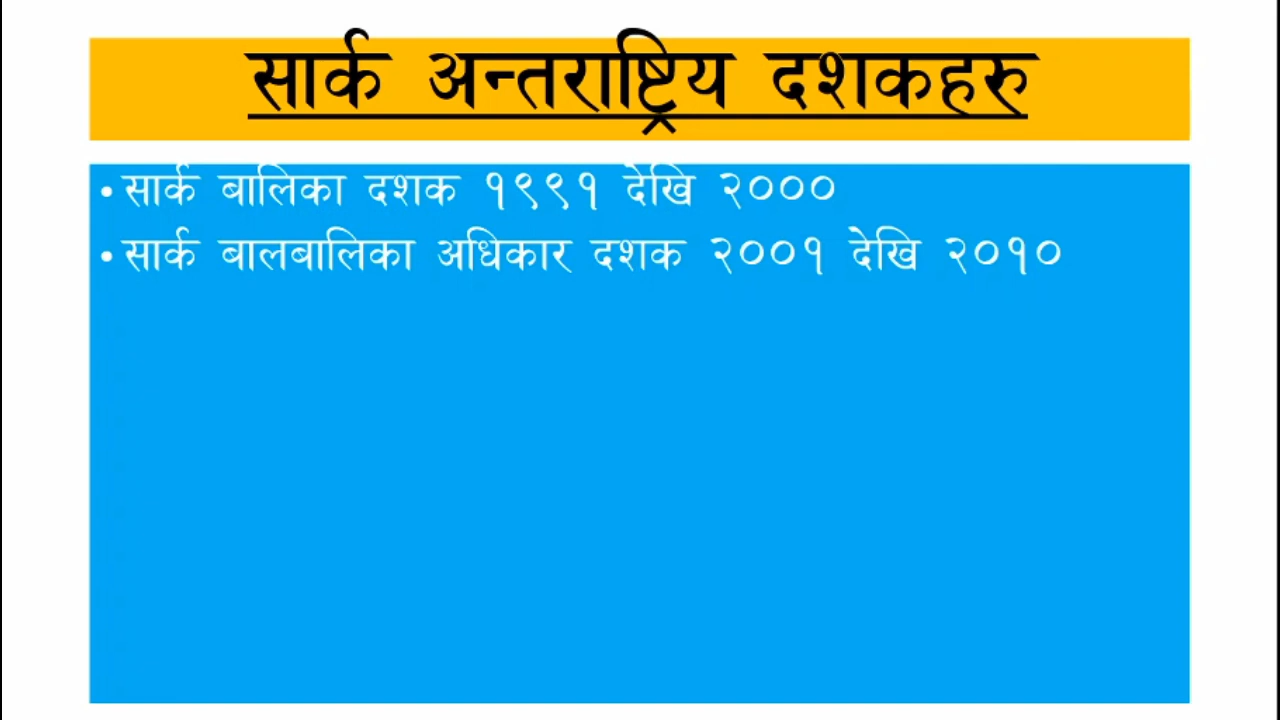 सार्क अन्तराष्ट्रिय दशकहरु
• सार्क बालिका दशक १९९१ देखि २०००
• सार्क बालबालिका अधिकार दशक २००१ देखि २०१०